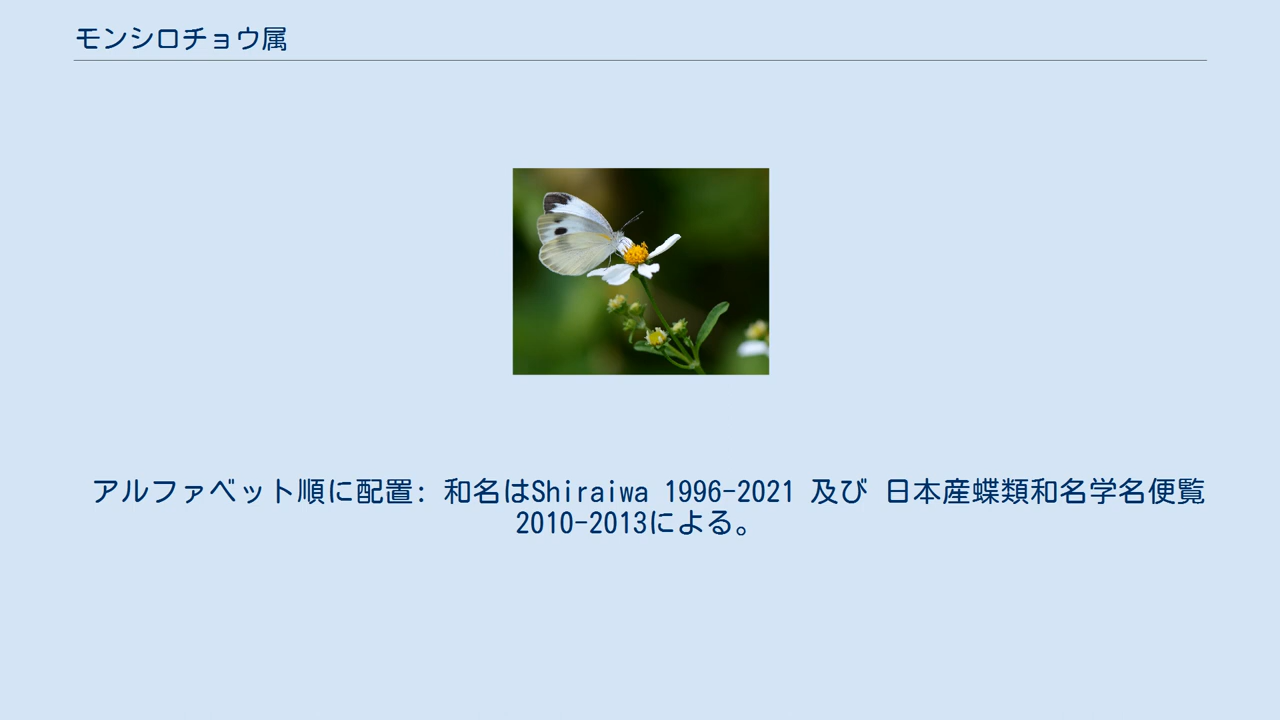 モンシロチョウ属
アルファベット順に配置: 和名はShiraiwa 1996-2021 及び 日本産蝶類和名学名便覧
2010-2013による。